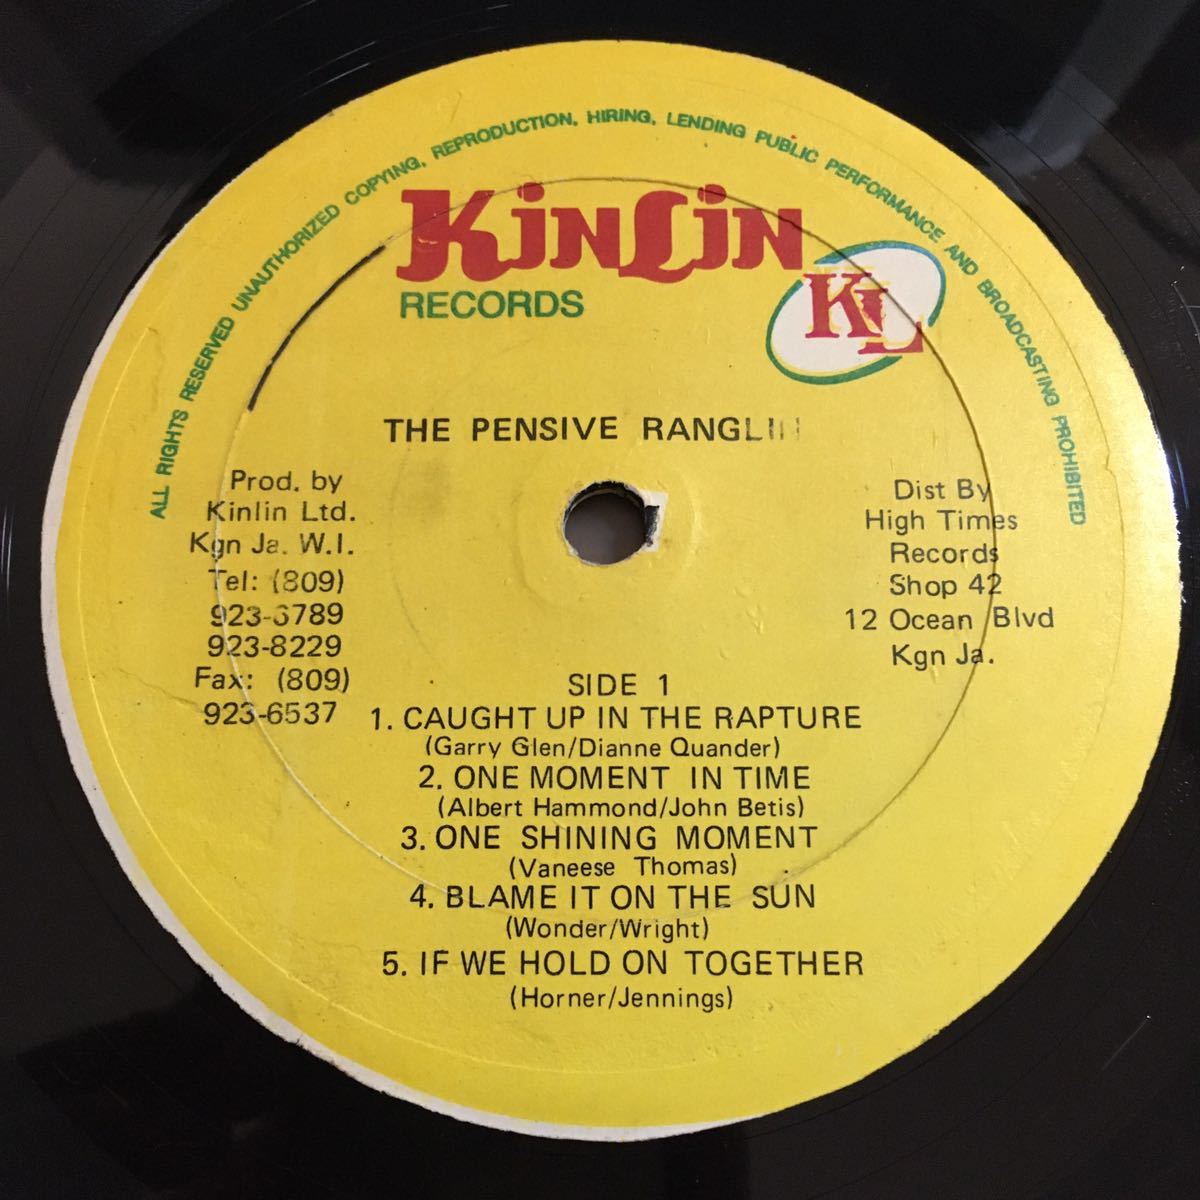 ALL RIGHTS RESERVED UNAUTHORIZED COPYING, REPRODUCTION, HIRING, LENDING PUBLIC PERFORMANCE AND BROADCASTING PROHIBITED
KINLIN
RECORDS
KL
THE PENSIVE RANGLIN
Prod. by
Kinlin Ltd.
Kgn Ja. W.I.
Tel: (809)
923-6789
923-8229
Fax: (809)
923-6537
Dist By
High Times
Records
Shop 42
12 Ocean Blvd
Kgn Ja.
SIDE 1
1. CAUGHT UP IN THE RAPTURE
(Garry Glen/Dianne Quander)
2. ONE MOMENT IN TIME
(Albert Hammond/John Betis)
3. ONE SHINING MOMENT
(Vaneese Thomas)
4. BLAME IT ON THE SUN
(Wonder/Wright)
5. IF WE HOLD ON TOGETHER
(Horner/Jennings)